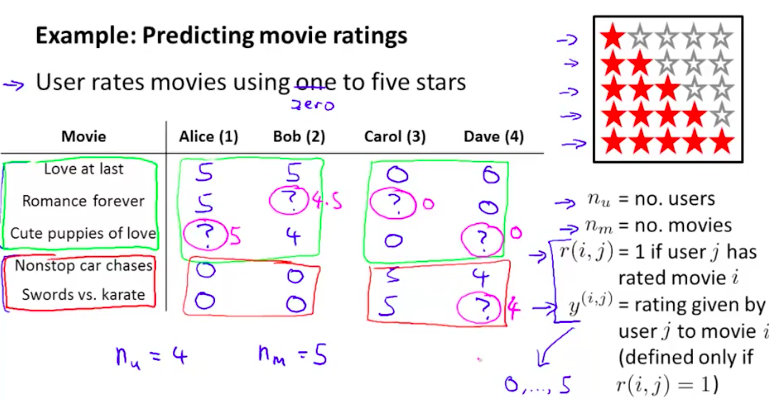 Example: Predicting movie ratings
→ User rates movies using one to five stars
zero
Movie Alice (1) Bob (2) Carol (3) Dave (4)
Love at last 5 5 0 0
Romance forever 5 ? 4.5 ? 0 0
Cute puppies of love ? 5 4 0 ? 0
Nonstop car chases 0 0 5 4
Swords vs. karate 0 0 5 ? 4
n_u = 4 n_m = 5
→ n_u = no. users
→ n_m = no. movies
→ r(i, j) = 1 if user j has
rated movie i
→ y^(i,j) = rating given by
user j to movie i
(defined only if
r(i, j) = 1)
0,...,5